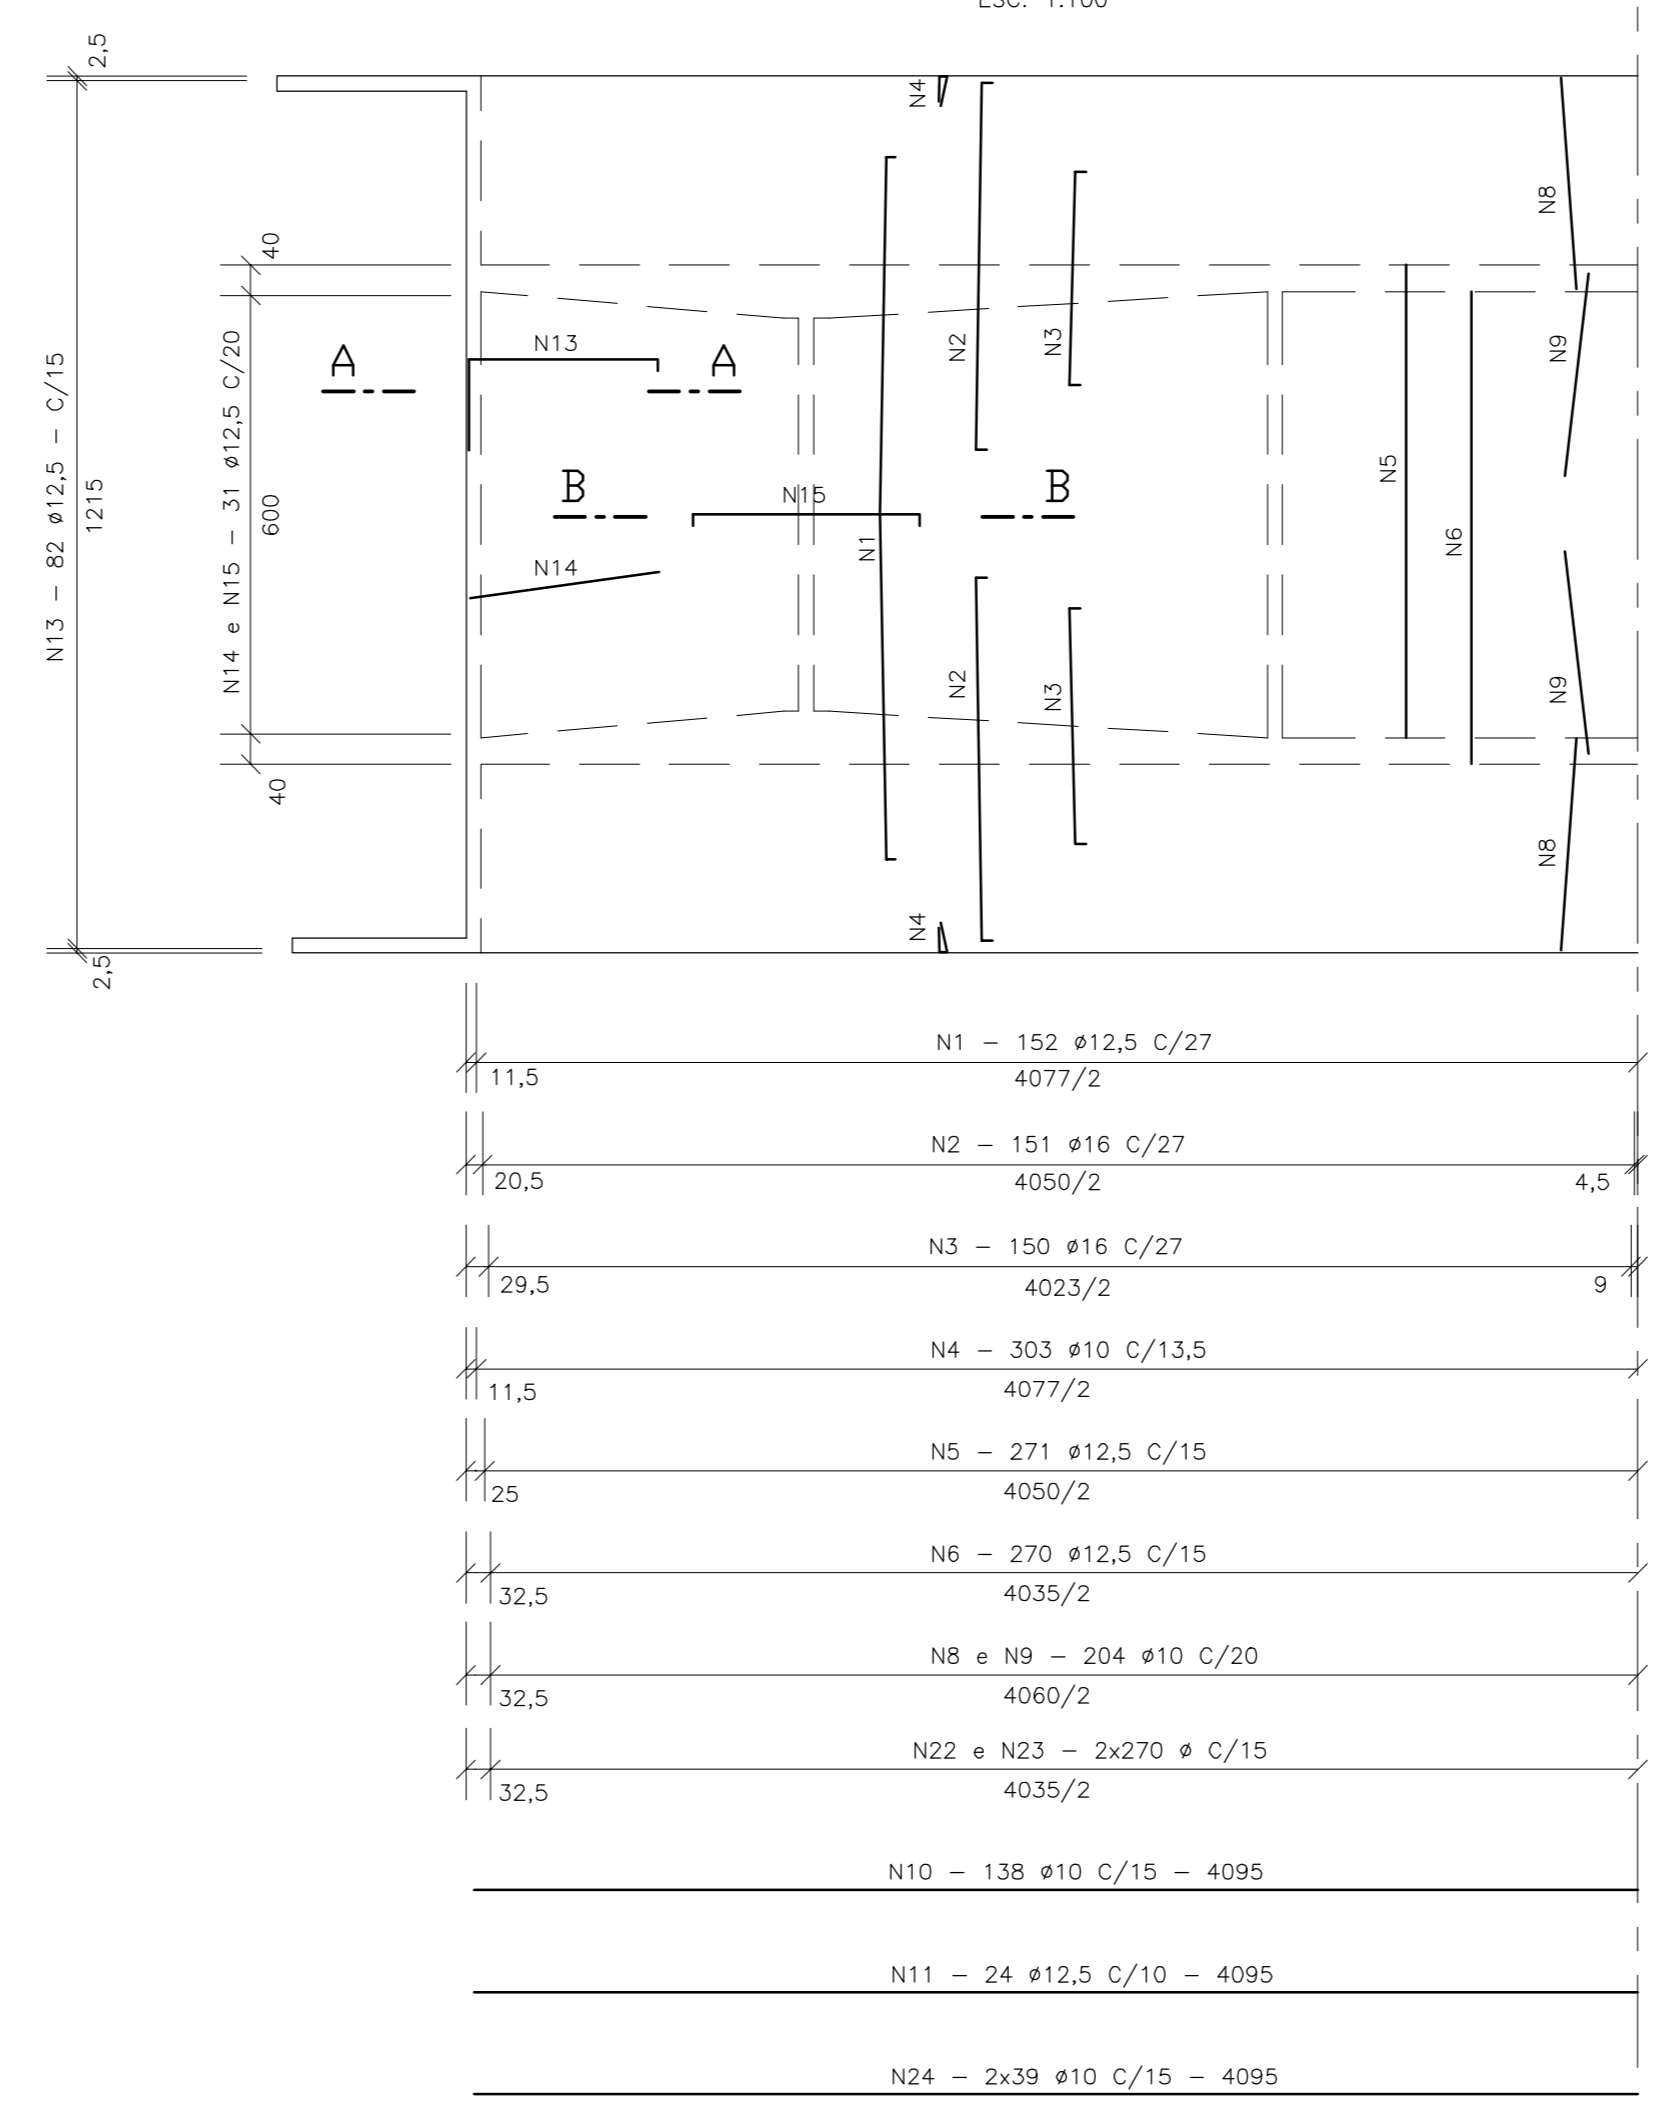 ESC. 1:100
2,5
N13 – 82 ø12,5 – C/15
1215
2,5
40
N14 e N15 – 31 ø12,5 C/20
600
40
N4
N8
N13
A
A
N2
N3
N9
N5
B
B
N15
N1
N6
N14
N2
N3
N9
N8
N4
N1 – 152 ø12,5 C/27
11,5
4077/2
N2 – 151 ø16 C/27
20,5
4050/2
4,5
N3 – 150 ø16 C/27
29,5
4023/2
9
N4 – 303 ø10 C/13,5
11,5
4077/2
N5 – 271 ø12,5 C/15
25
4050/2
N6 – 270 ø12,5 C/15
32,5
4035/2
N8 e N9 – 204 ø10 C/20
32,5
4060/2
N22 e N23 – 2x270 ø C/15
32,5
4035/2
N10 – 138 ø10 C/15 – 4095
N11 – 24 ø12,5 C/10 – 4095
N24 – 2x39 ø10 C/15 – 4095